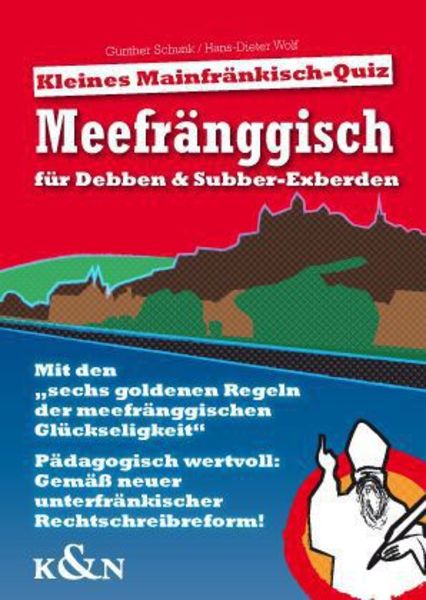 Gunther Schunk / Hans-Dieter Wolf
Kleines Mainfränkisch-Quiz
Meefränggisch
für Debben & Subber-Exberden
Mit den
„sechs goldenen Regeln
der meefränggischen
Glückseligkeit“
Pädagogisch wertvoll:
Gemäß neuer
unterfränkischer
Rechtschreibreform!
K&N